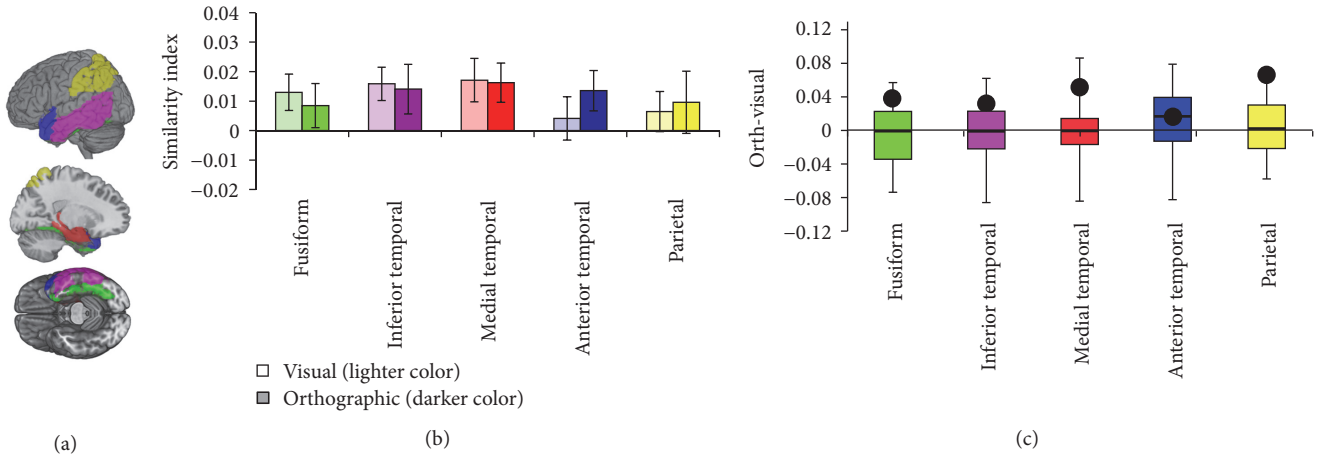 (a)
Similarity index
0.04
0.03
0.02
0.01
0
−0.01
−0.02
Fusiform
Inferior temporal
Medial temporal
Anterior temporal
Parietal
Visual (lighter color)
Orthographic (darker color)
(b)
Orth-visual
0.12
0.08
0.04
0
−0.04
−0.08
−0.12
Fusiform
Inferior temporal
Medial temporal
Anterior temporal
Parietal
(c)